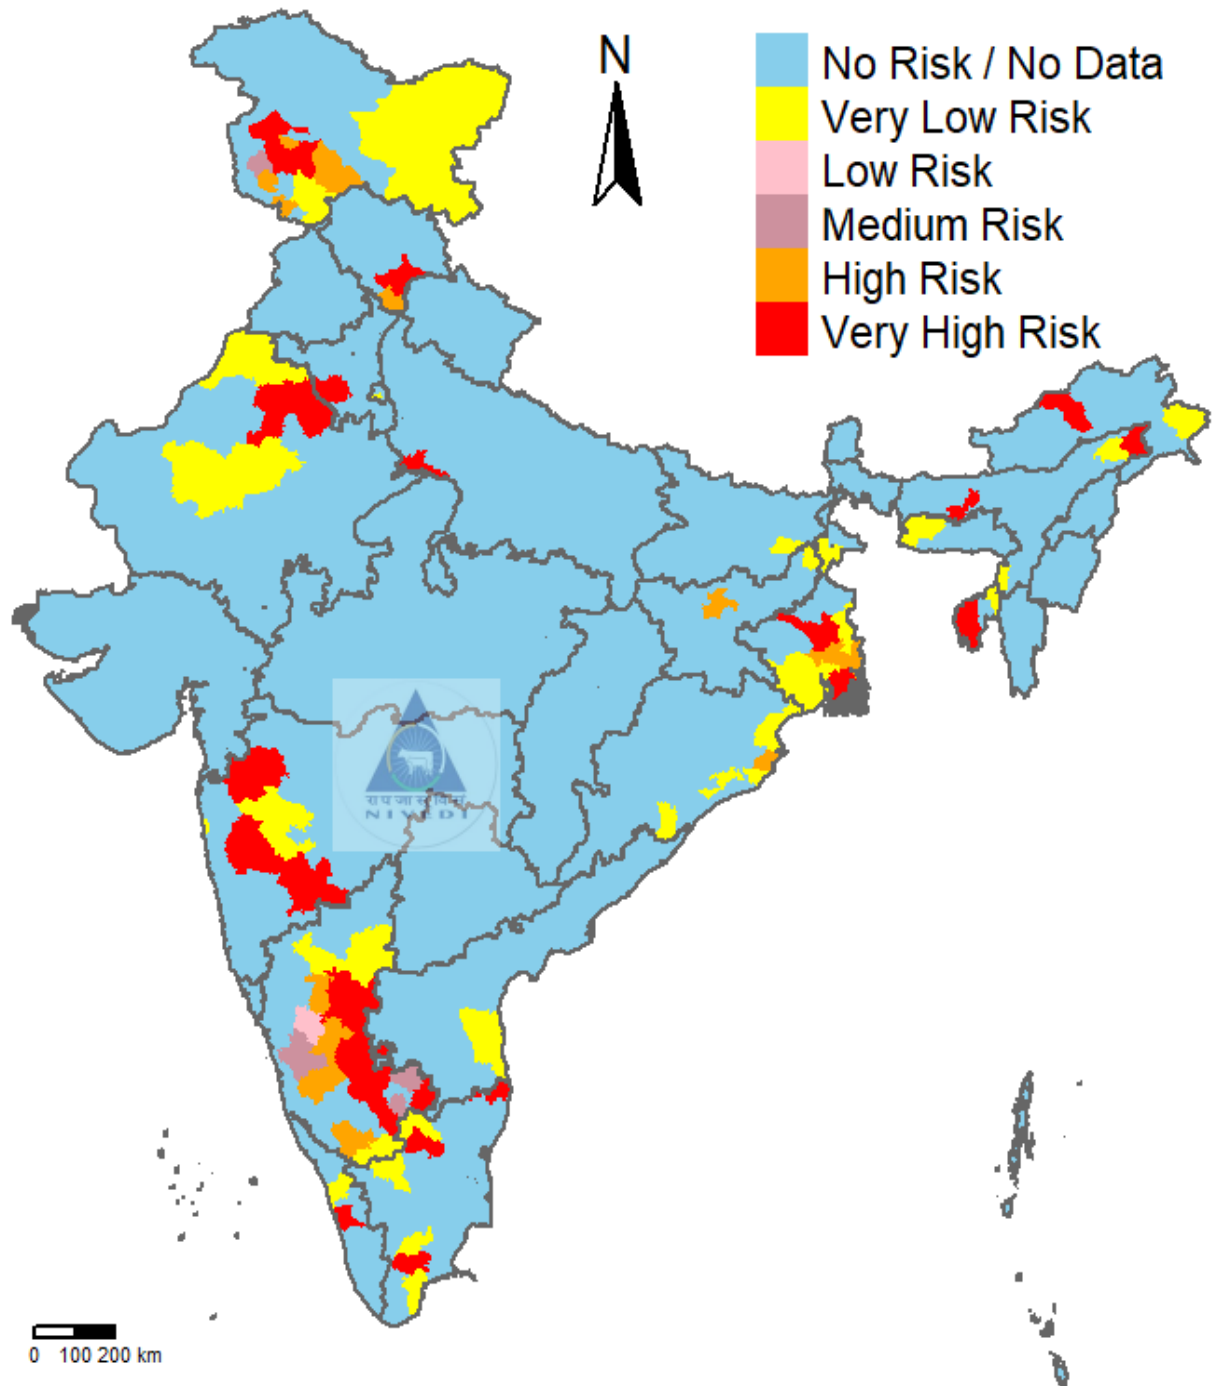 N
No Risk / No Data
Very Low Risk
Low Risk
Medium Risk
High Risk
Very High Risk
NIVEDI
0 100 200 km